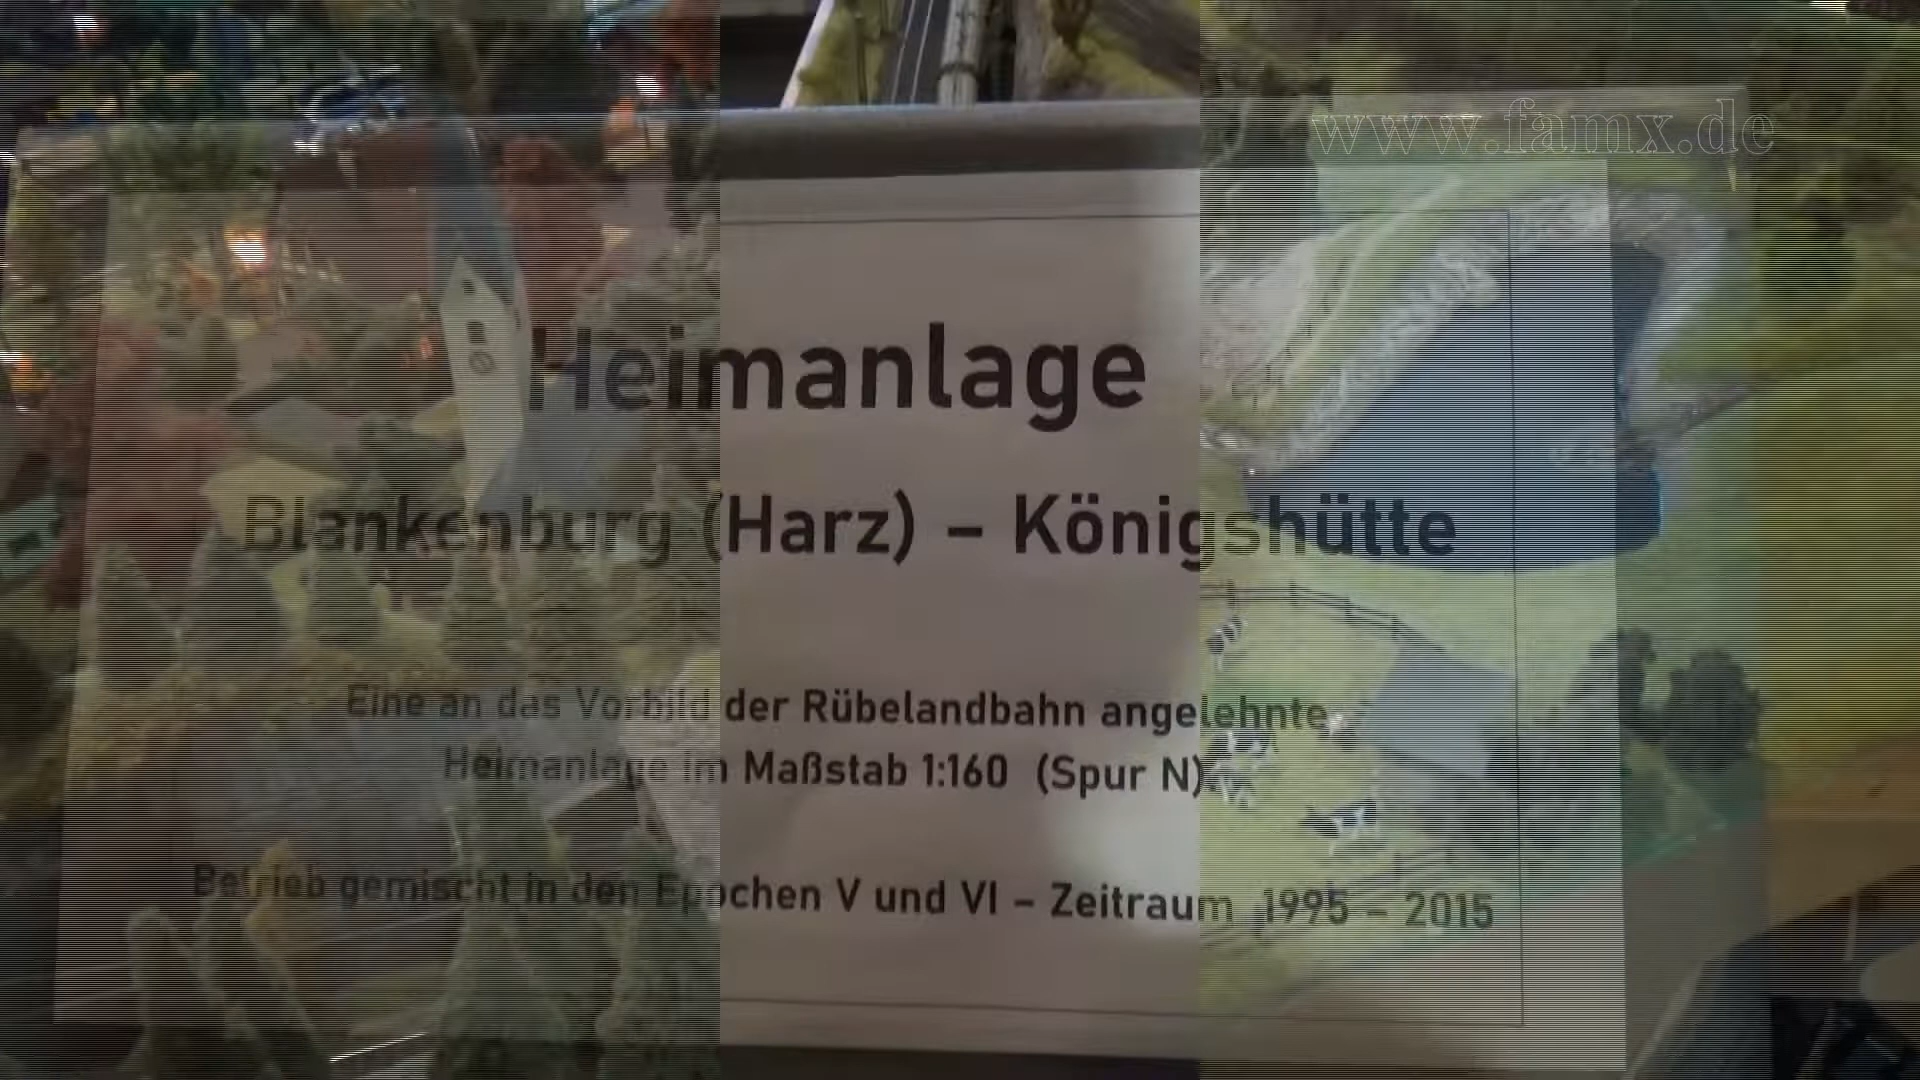 www.famx.de
Heimanlage
Blankenburg (Harz) – Königshütte
Eine an das Vorbild der Rübelandbahn angelehnte
Heimanlage im Maßstab 1:160 (Spur N).
Betrieb gemischt in den Epochen V und VI – Zeitraum 1995 – 2015